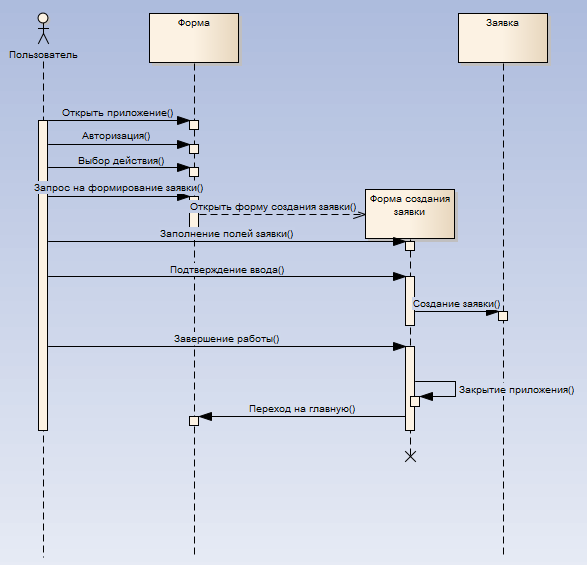 Форма
Заявка
Пользователь
Открыть приложение()
Авторизация()
Выбор действия()
Запрос на формирование заявки()
Форма создания
заявки
Открыть форму создания заявки()
Заполнение полей заявки()
Подтверждение ввода()
Создание заявки()
Завершение работы()
Закрытие приложения()
Переход на главную()